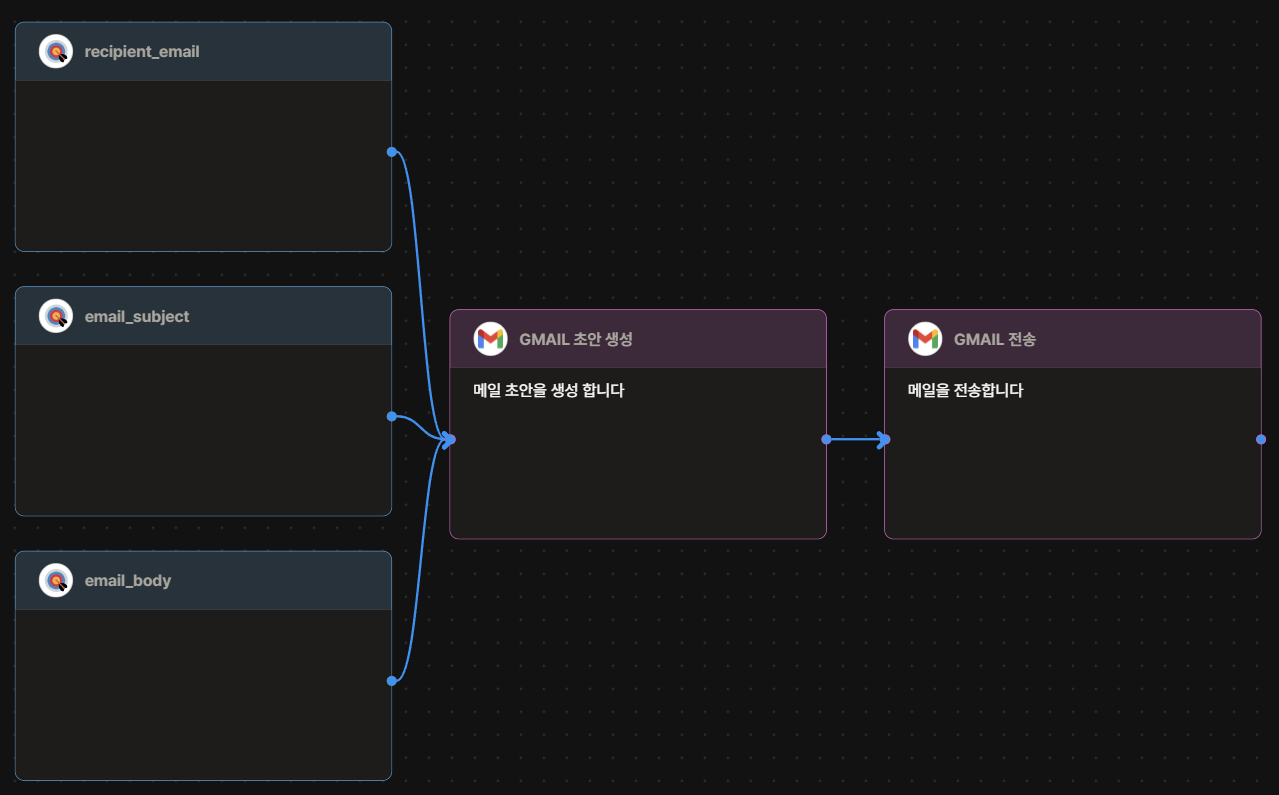 recipient_email
email_subject
email_body
GMAIL 초안 생성
메일 초안을 생성 합니다
GMAIL 전송
메일을 전송합니다